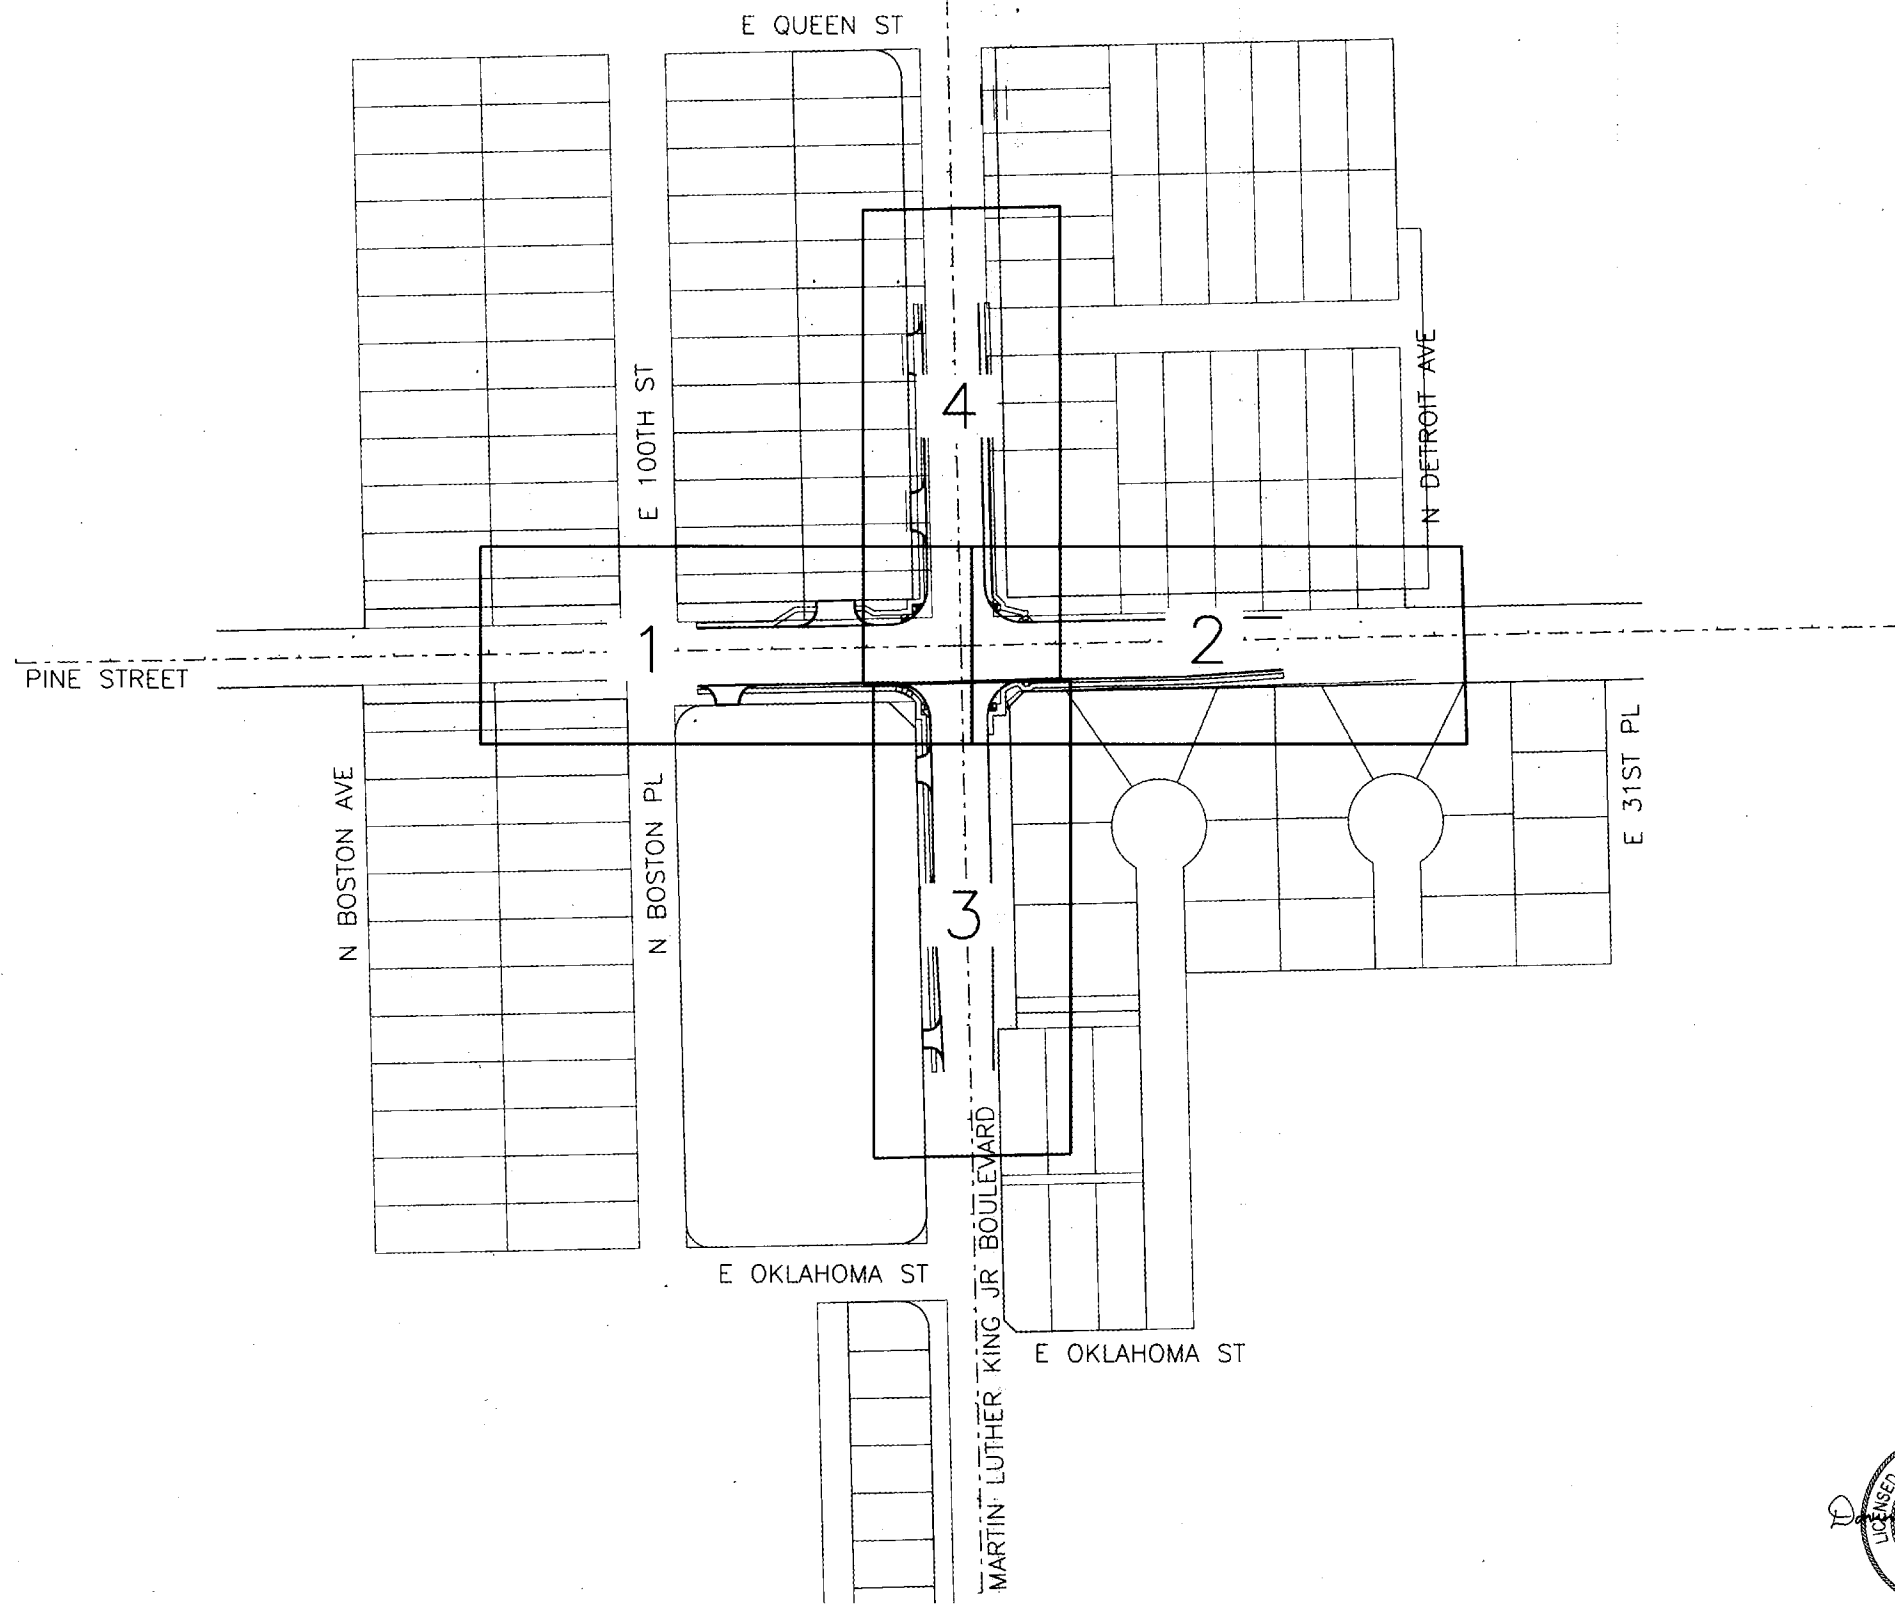 E QUEEN ST
E 100TH ST
4
N DETROIT AVE
1
2
PINE STREET
E 31ST PL
N BOSTON AVE
N BOSTON PL
3
E OKLAHOMA ST
MARTIN LUTHER KING JR BOULEVARD
E OKLAHOMA ST
LICENSED